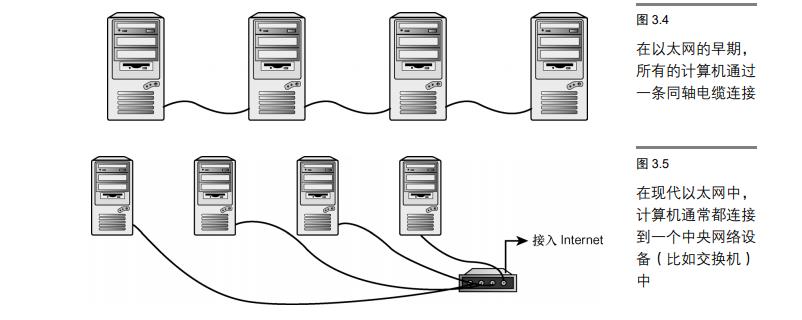 图 3.4
在以太网的早期，
所有的计算机通过
一条同轴电缆连接
图 3.5
在现代以太网中，
计算机通常都连接
到一个中央网络设
备（比如交换机）
中
接入 Internet